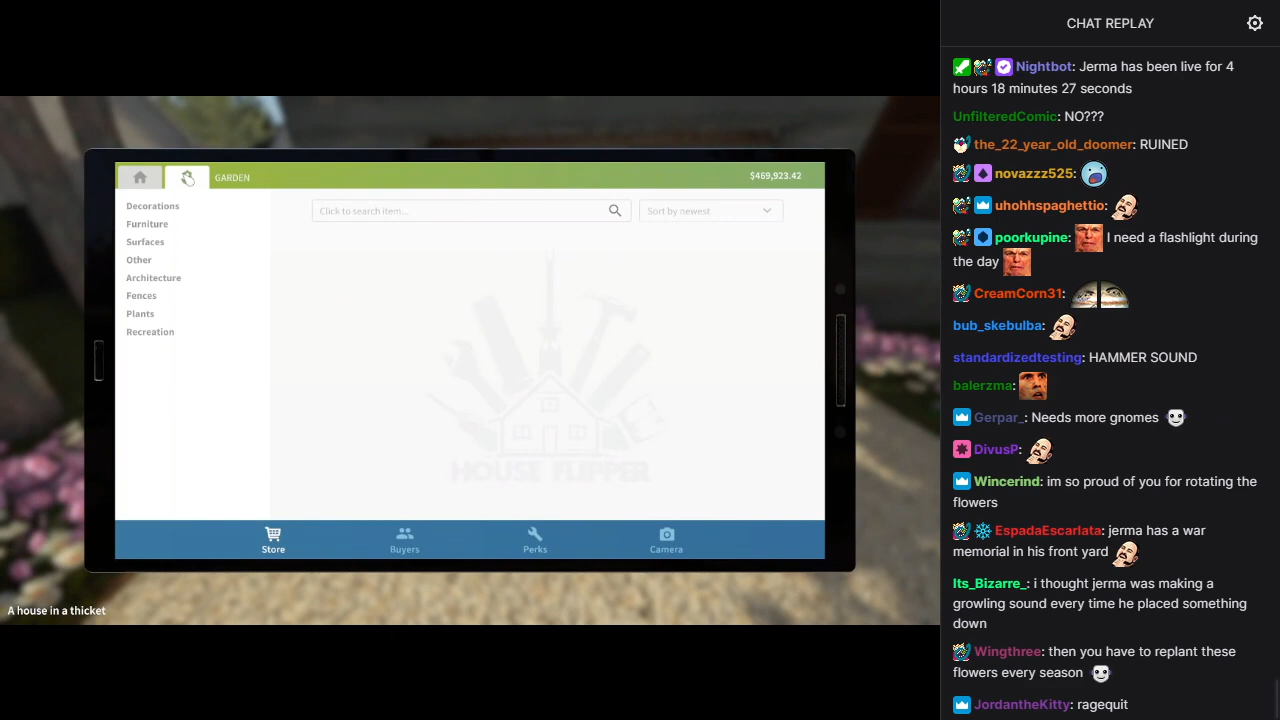 GARDEN
$469,923.42
Decorations
Furniture
Surfaces
Other
Architecture
Fences
Plants
Recreation
Click to search item...
Sort by newest
HOUSE FLIPPER
Store
Buyers
Perks
Camera
A house in a thicket
CHAT REPLAY
Nightbot: Jerma has been live for 4
hours 18 minutes 27 seconds
UnfilteredComic: NO???
the_22_year_old_doomer: RUINED
novazzz525:
uhohhspaghettio:
poorkupine: I need a flashlight during
the day
CreamCorn31:
bub_skebulba:
standardizedtesting: HAMMER SOUND
balerzma:
Gerpar_: Needs more gnomes
DivusP:
Wincerind: im so proud of you for rotating the
flowers
EspadaEscarlata: jerma has a war
memorial in his front yard
Its_Bizarre_: i thought jerma was making a
growling sound every time he placed something
down
Wingthree: then you have to replant these
flowers every season
JordantheKitty: ragequit